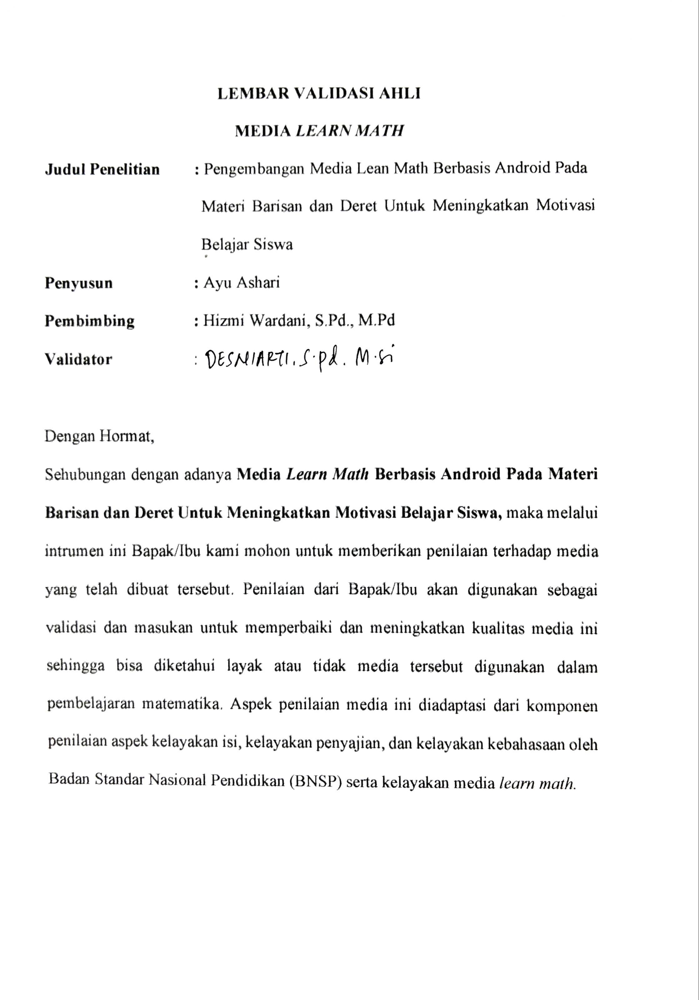 LEMBAR VALIDASI AHLI
MEDIA LEARN MATH
Judul Penelitian : Pengembangan Media Lean Math Berbasis Android Pada
Materi Barisan dan Deret Untuk Meningkatkan Motivasi
Belajar Siswa
Penyusun : Ayu Ashari
Pembimbing : Hizmi Wardani, S.Pd., M.Pd
Validator : DESNIARTI. S.pd. M.si
Dengan Hormat,
Sehubungan dengan adanya Media Learn Math Berbasis Android Pada Materi
Barisan dan Deret Untuk Meningkatkan Motivasi Belajar Siswa, maka melalui
intrumen ini Bapak/Ibu kami mohon untuk memberikan penilaian terhadap media
yang telah dibuat tersebut. Penilaian dari Bapak/Ibu akan digunakan sebagai
validasi dan masukan untuk memperbaiki dan meningkatkan kualitas media ini
sehingga bisa diketahui layak atau tidak media tersebut digunakan dalam
pembelajaran matematika. Aspek penilaian media ini diadaptasi dari komponen
penilaian aspek kelayakan isi, kelayakan penyajian, dan kelayakan kebahasaan oleh
Badan Standar Nasional Pendidikan (BNSP) serta kelayakan media learn math.